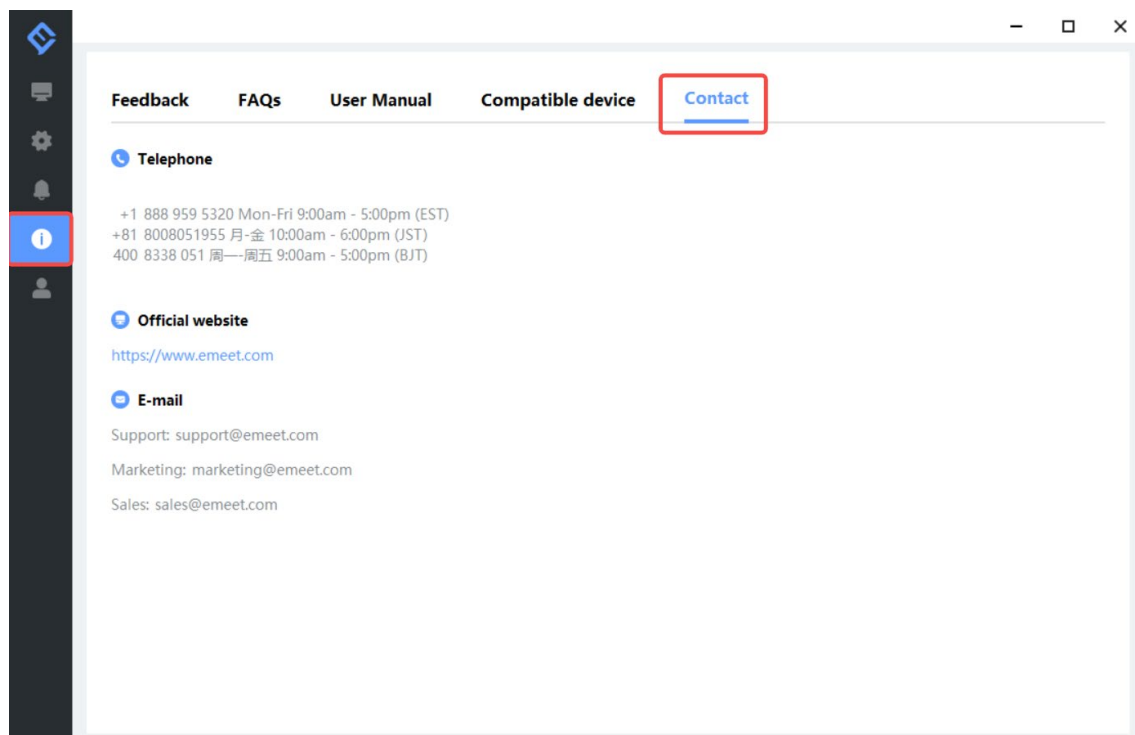 Feedback FAQs User Manual Compatible device Contact
Telephone
+1 888 959 5320 Mon-Fri 9:00am - 5:00pm (EST)
+81 8008051955 月-金 10:00am - 6:00pm (JST)
400 8338 051 周一-周五 9:00am - 5:00pm (BJT)
Official website
https://www.emeet.com
E-mail
Support: support@emeet.com
Marketing: marketing@emeet.com
Sales: sales@emeet.com